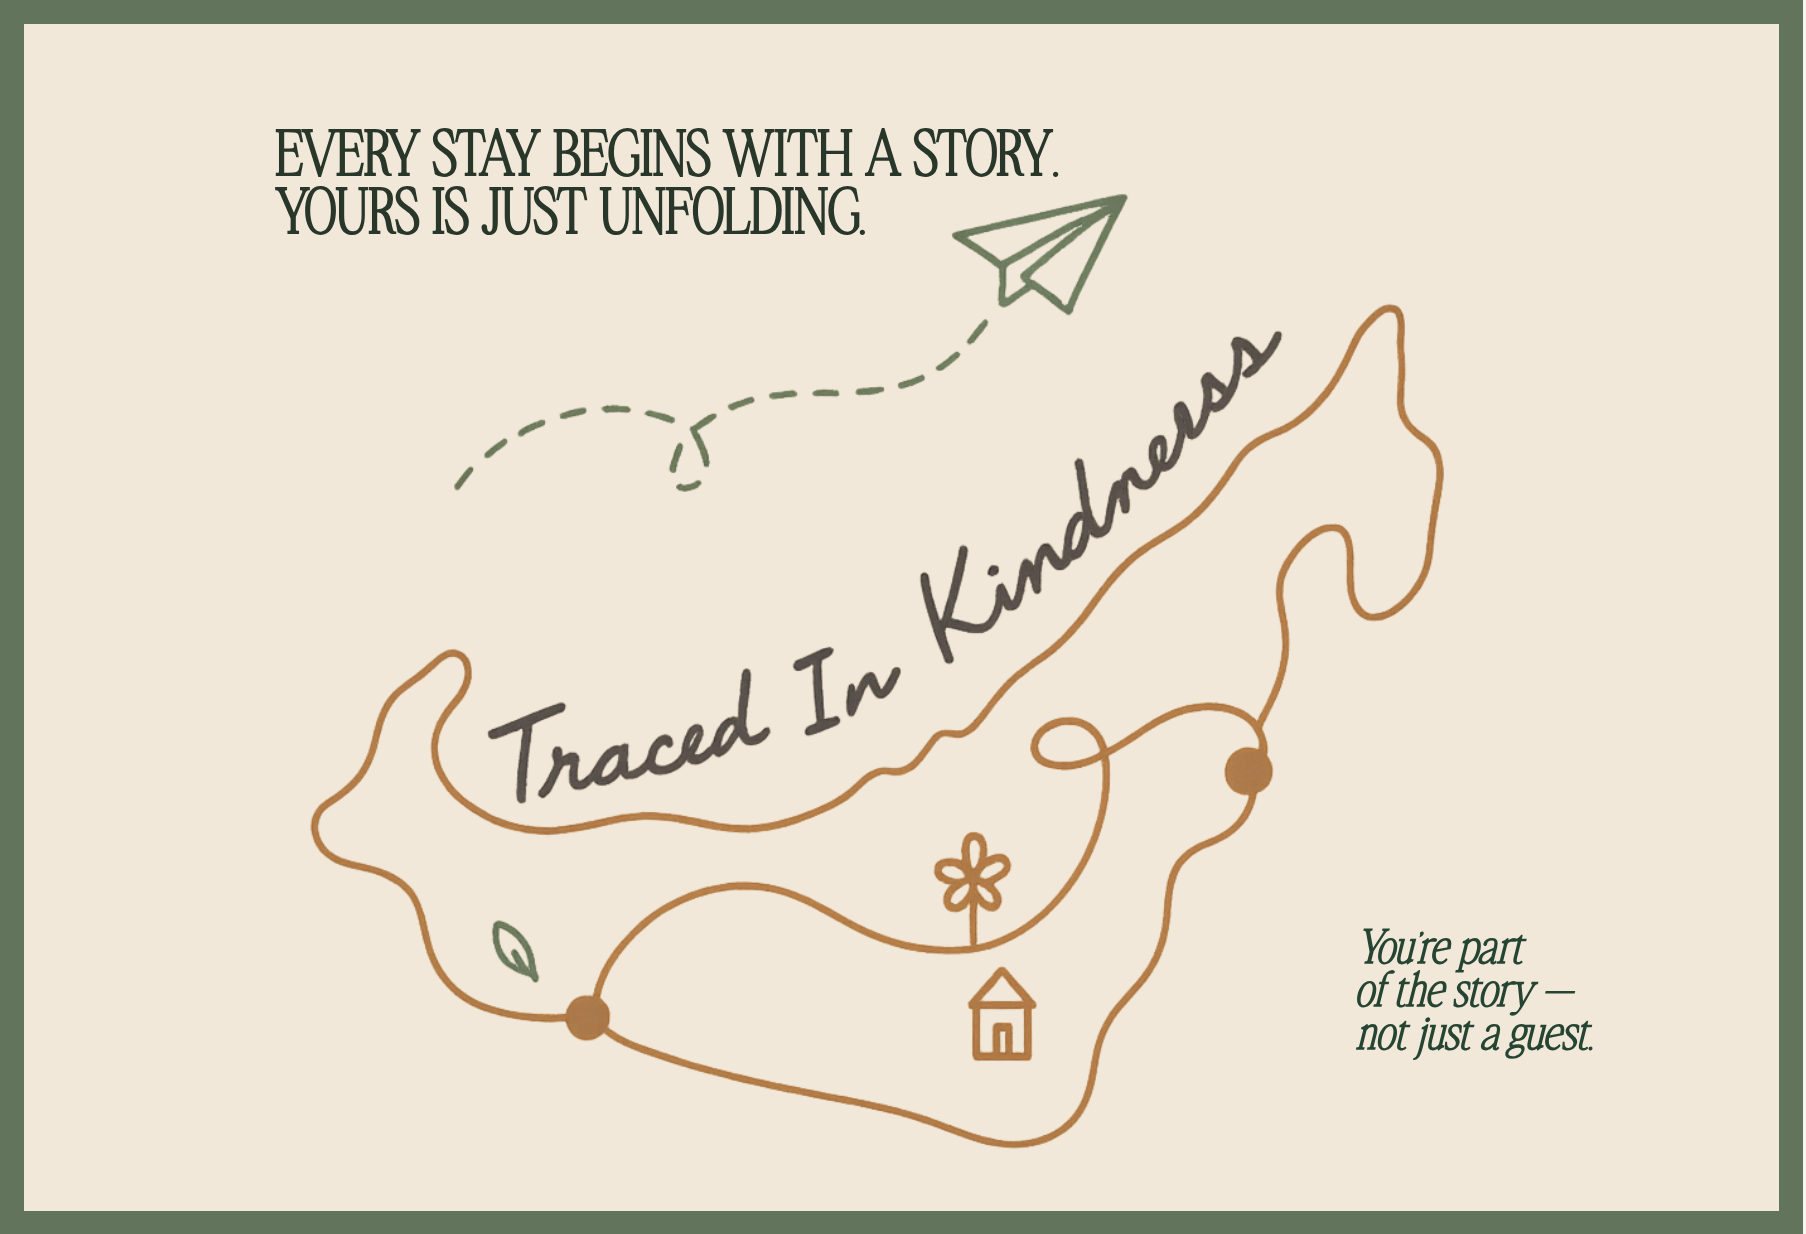 EVERY STAY BEGINS WITH A STORY.
YOURS IS JUST UNFOLDING.
Traced In Kindness
You're part
of the story —
not just a guest.